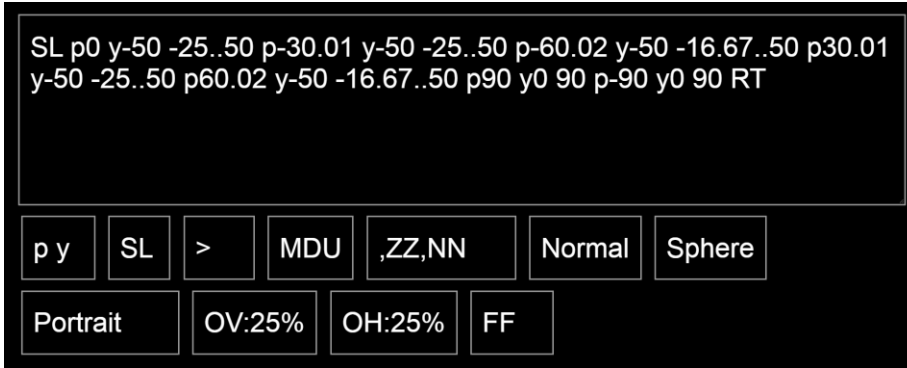 SL p0 y-50 -25..50 p-30.01 y-50 -25..50 p-60.02 y-50 -16.67..50 p30.01
y-50 -25..50 p60.02 y-50 -16.67..50 p90 y0 90 p-90 y0 90 RT
p y SL > MDU ,ZZ,NN Normal Sphere
Portrait OV:25% OH:25% FF